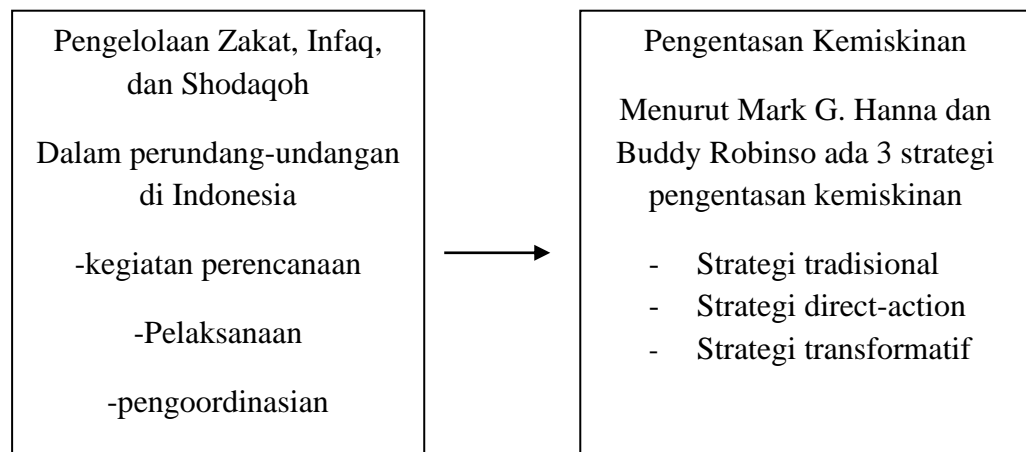 Pengelolaan Zakat, Infaq,
dan Shodaqoh
Dalam perundang-undangan
di Indonesia
-kegiatan perencanaan
-Pelaksanaan
-pengoordinasian
Pengentasan Kemiskinan
Menurut Mark G. Hanna dan
Buddy Robinso ada 3 strategi
pengentasan kemiskinan
- Strategi tradisional
- Strategi direct-action
- Strategi transformatif